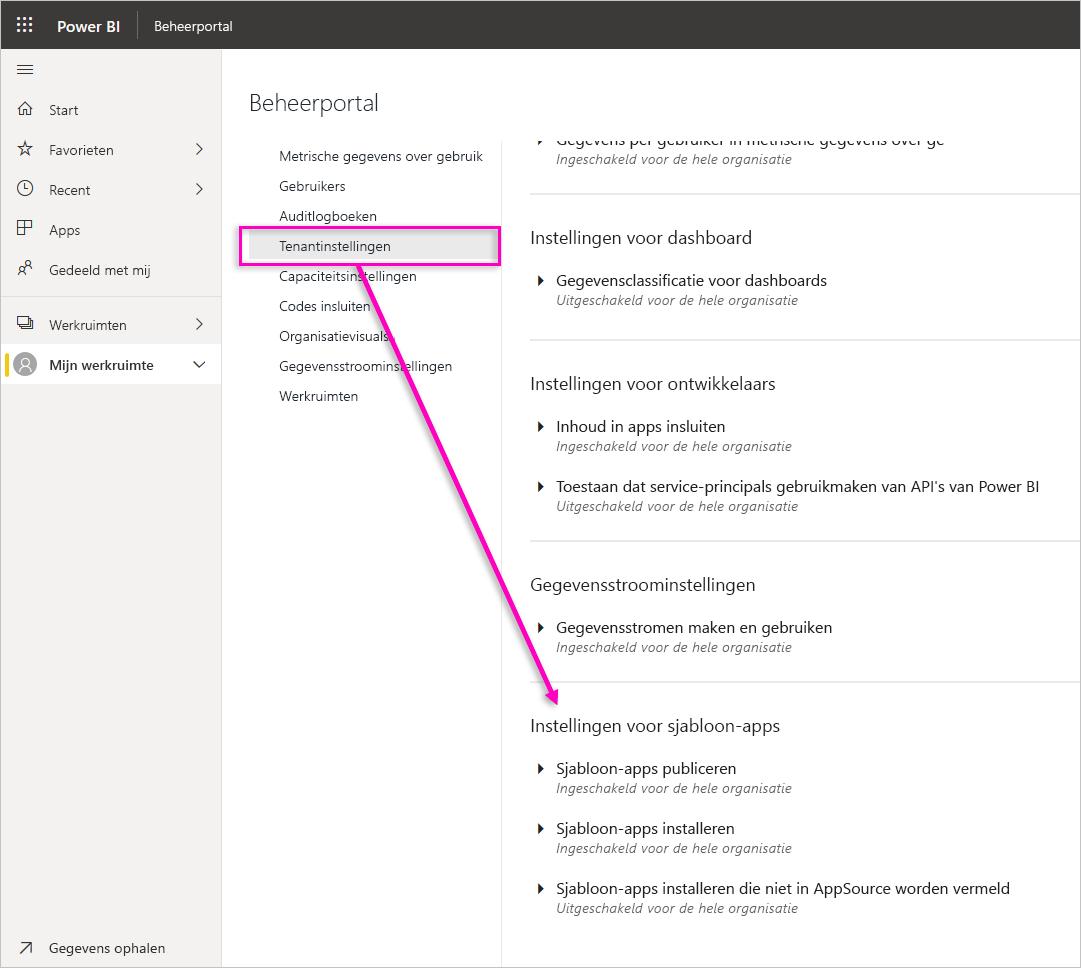 Power BI
Beheerportal
Start
Favorieten
Recent
Apps
Gedeeld met mij
Werkruimten
Mijn werkruimte
Gegevens ophalen
Beheerportal
Metrische gegevens over gebruik
Gebruikers
Auditlogboeken
Tenantinstellingen
Capaciteitsinstellingen
Codes insluiten
Organisatievisuals
Gegevensstroominstellingen
Werkruimten
Gegevens per gebruiker in metrische gegevens over ge
Ingeschakeld voor de hele organisatie
Instellingen voor dashboard
Gegevensclassificatie voor dashboards
Uitgeschakeld voor de hele organisatie
Instellingen voor ontwikkelaars
Inhoud in apps insluiten
Ingeschakeld voor de hele organisatie
Toestaan dat service-principals gebruikmaken van API's van Power BI
Uitgeschakeld voor de hele organisatie
Gegevensstroominstellingen
Gegevensstromen maken en gebruiken
Ingeschakeld voor de hele organisatie
Instellingen voor sjabloon-apps
Sjabloon-apps publiceren
Ingeschakeld voor de hele organisatie
Sjabloon-apps installeren
Ingeschakeld voor de hele organisatie
Sjabloon-apps installeren die niet in AppSource worden vermeld
Uitgeschakeld voor de hele organisatie